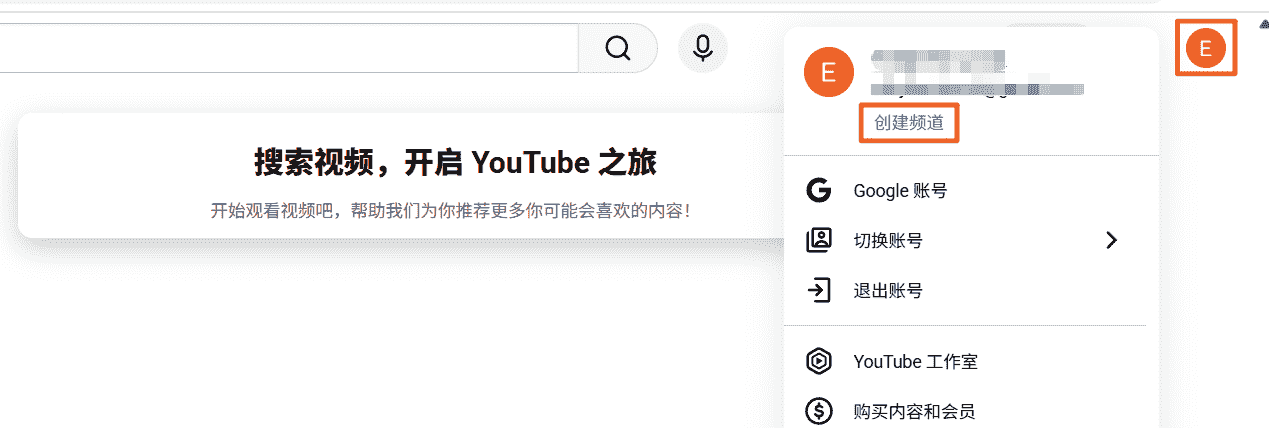 E
E
创建频道
搜索视频，开启 YouTube 之旅
开始观看视频吧，帮助我们为你推荐更多你可能会喜欢的内容！
Google 账号
切换账号
退出账号
YouTube 工作室
购买内容和会员